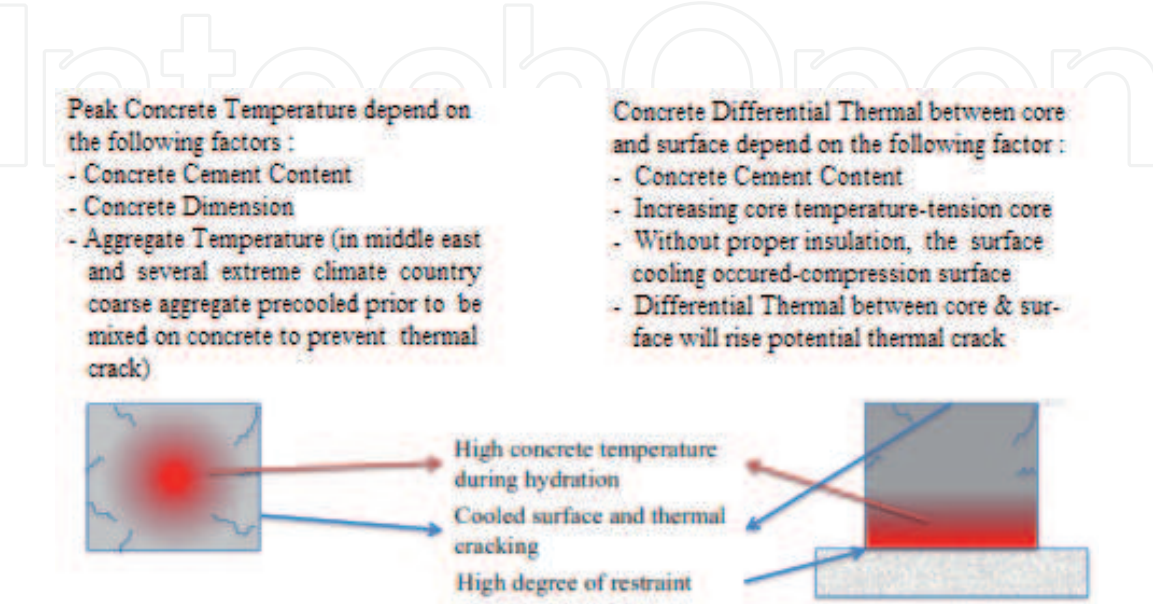 IntechOpen
Peak Concrete Temperature depend on
the following factors :
- Concrete Cement Content
- Concrete Dimension
- Aggregate Temperature (in middle east
and several extreme climate country
coarse aggregate precooled prior to be
mixed on concrete to prevent thermal
crack)
Concrete Differential Thermal between core
and surface depend on the following factor :
- Concrete Cement Content
- Increasing core temperature-tension core
- Without proper insulation, the surface
cooling occured-compression surface
- Differential Thermal between core & sur-
face will rise potential thermal crack
High concrete temperature
during hydration
Cooled surface and thermal
cracking
High degree of restraint